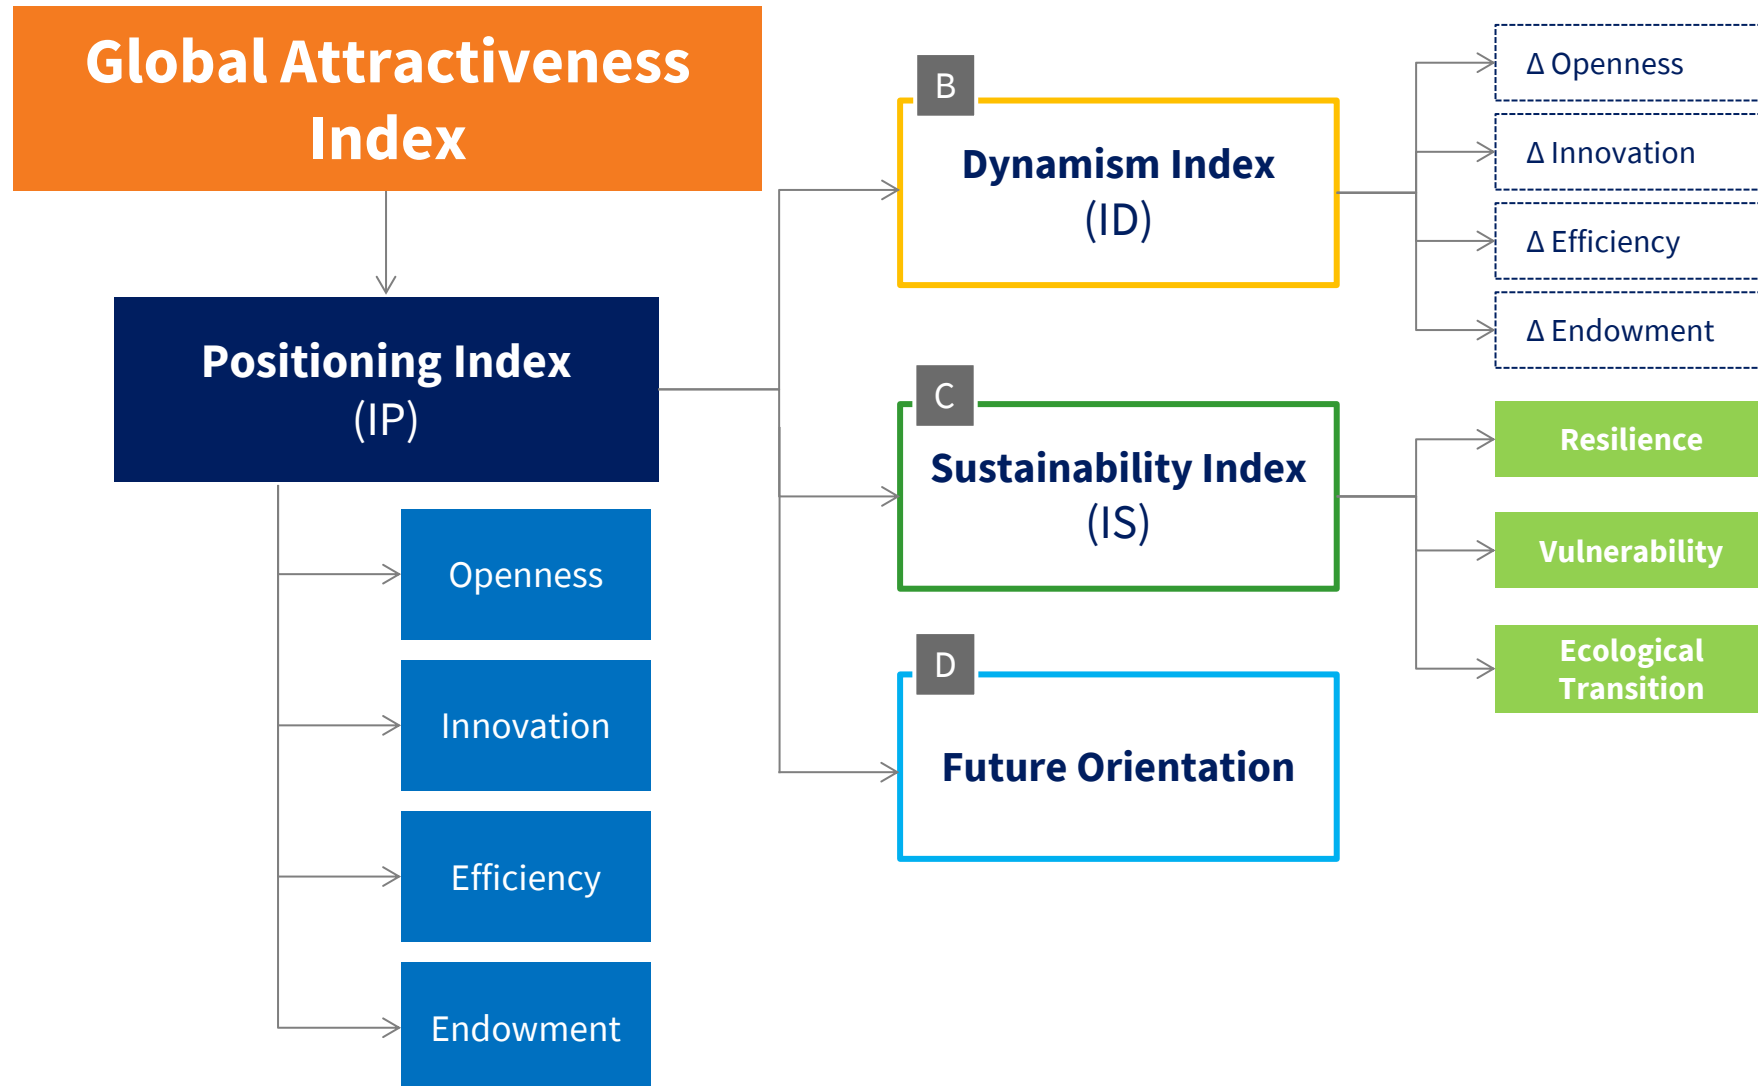 Global Attractiveness
Index
Positioning Index
(IP)
Openness
Innovation
Efficiency
Endowment
B
Dynamism Index
(ID)
Δ Openness
Δ Innovation
Δ Efficiency
Δ Endowment
C
Sustainability Index
(IS)
Resilience
Vulnerability
Ecological
Transition
D
Future Orientation